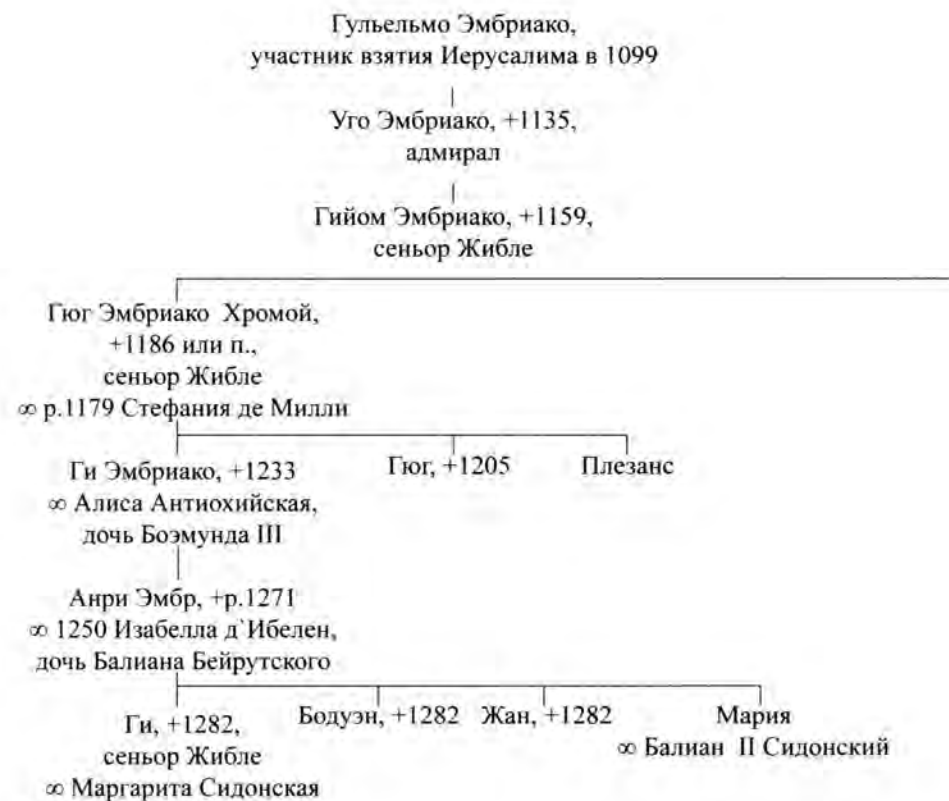 Гульельмо Эмбриако,
участник взятия Иерусалима в 1099
Уго Эмбриако, +1135,
адмирал
Гийом Эмбриако, +1159,
сеньор Жибле
Гюг Эмбриако Хромой,
+1186 или п.,
сеньор Жибле
∞ р.1179 Стефания де Милли
Ги Эмбриако, +1233
∞ Алиса Антиохийская,
дочь Боэмунда III
Гюг, +1205
Плезанс
Анри Эмбр, +р.1271
∞ 1250 Изабелла д`Ибелен,
дочь Балиана Бейрутского
Ги, +1282,
сеньор Жибле
∞ Маргарита Сидонская
Бодуэн, +1282
Жан, +1282
Мария
∞ Балиан II Сидонский